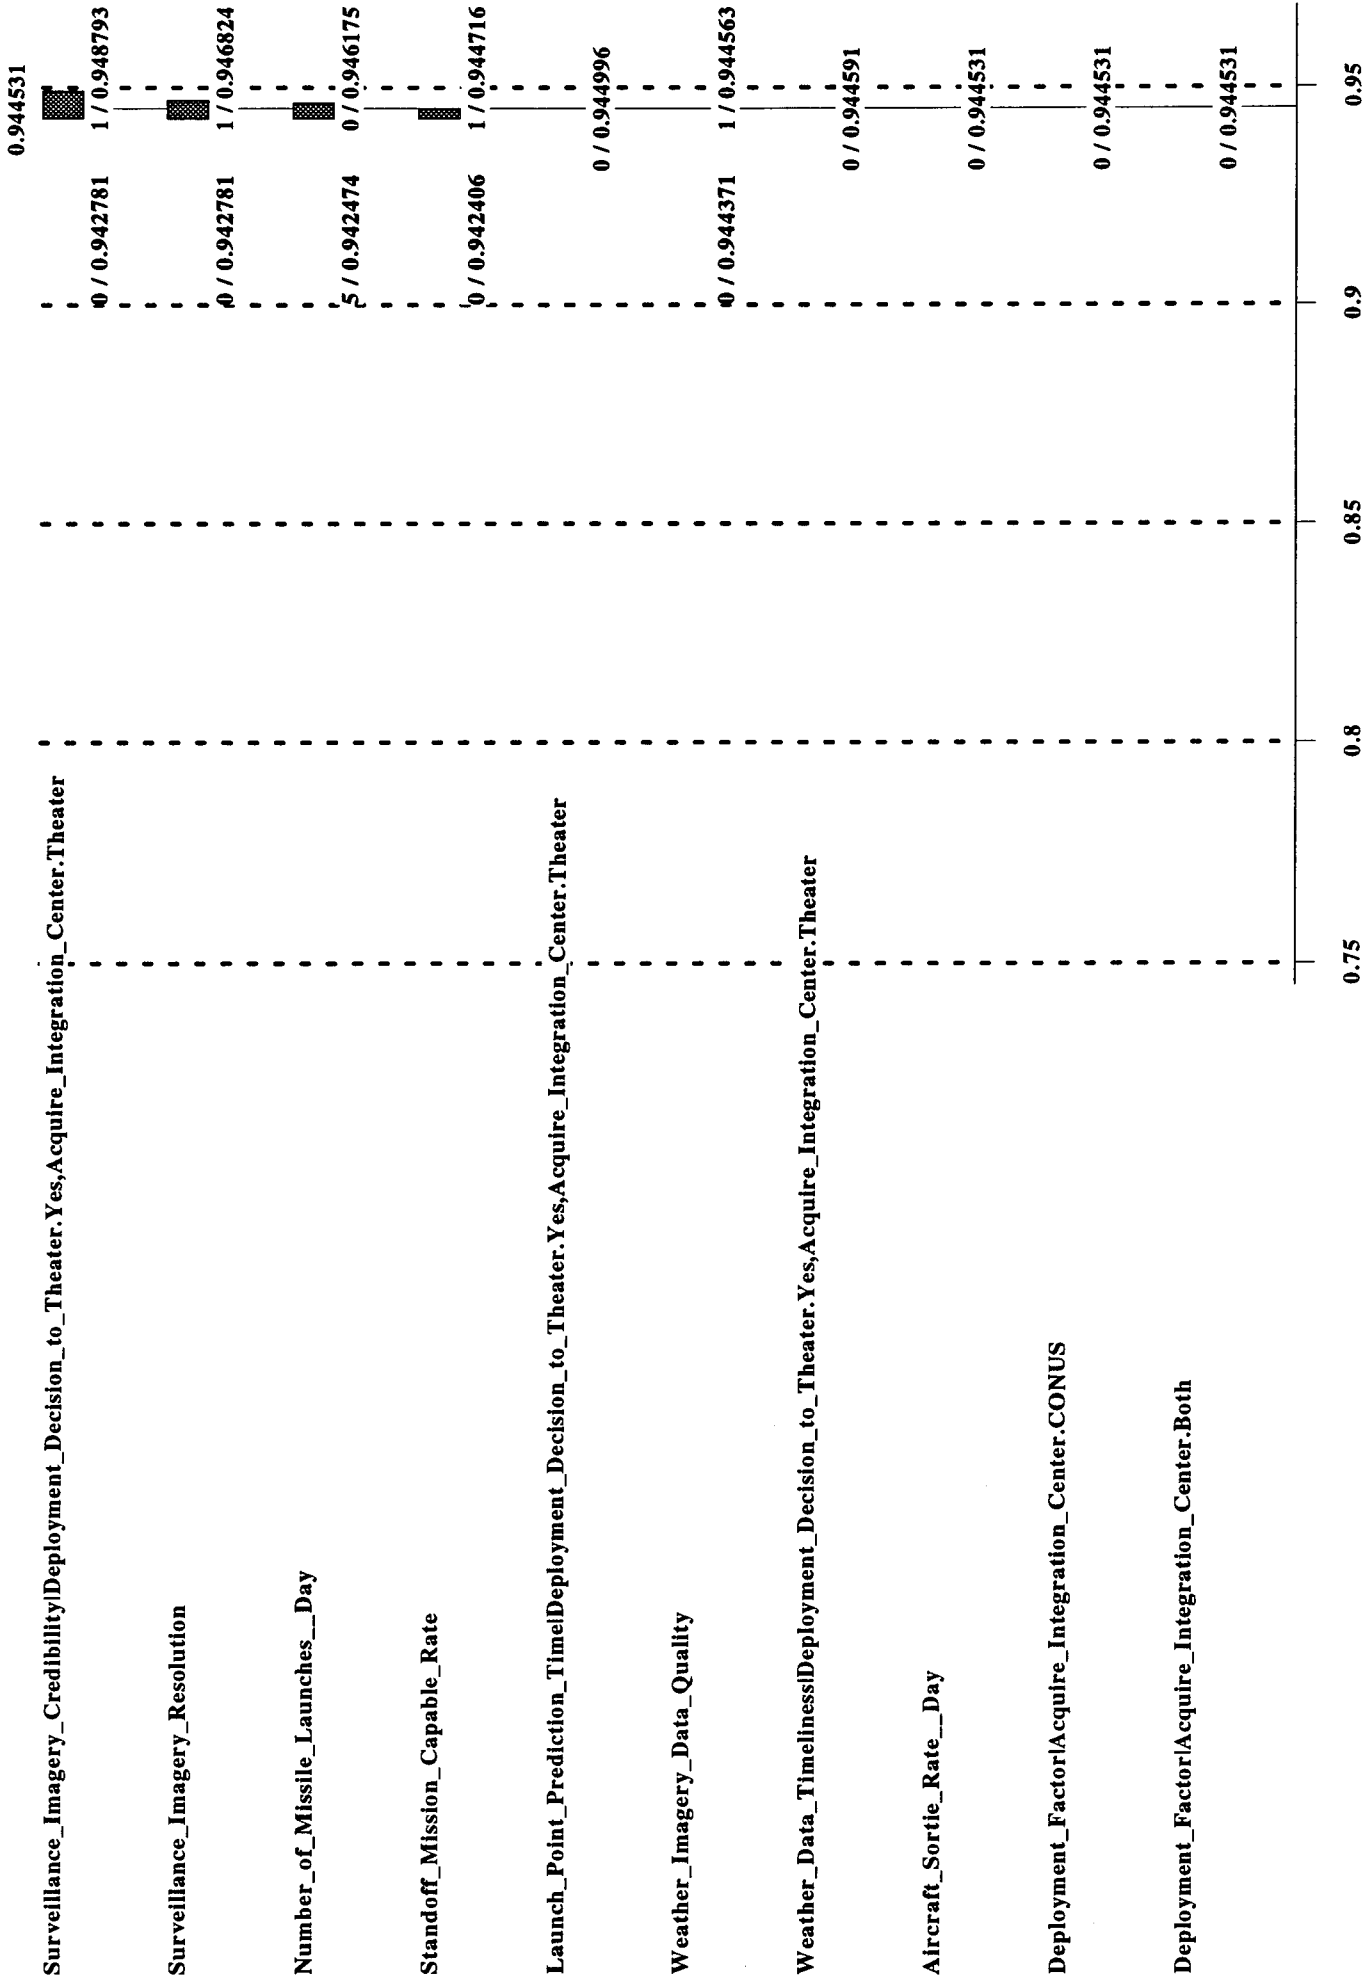 0.944531
Surveillance_Imagery_Credibility|Deployment_Decision_to_Theater.Yes,Acquire_Integration_Center.Theater
0 / 0.942781 1 / 0.948793
Surveillance_Imagery_Resolution
0 / 0.942781 1 / 0.946824
Number_of_Missile_Launches__Day
5 / 0.942474 0 / 0.946175
Standoff_Mission_Capable_Rate
0 / 0.942406 1 / 0.944716
Launch_Point_Prediction_Time|Deployment_Decision_to_Theater.Yes,Acquire_Integration_Center.Theater
0 / 0.944996
Weather_Imagery_Data_Quality
0 / 0.944371 1 / 0.944563
Weather_Data_Timeliness|Deployment_Decision_to_Theater.Yes,Acquire_Integration_Center.Theater
0 / 0.944591
Aircraft_Sortie_Rate__Day
0 / 0.944531
Deployment_Factor|Acquire_Integration_Center.CONUS
0 / 0.944531
Deployment_Factor|Acquire_Integration_Center.Both
0 / 0.944531
0.75 0.8 0.85 0.9 0.95